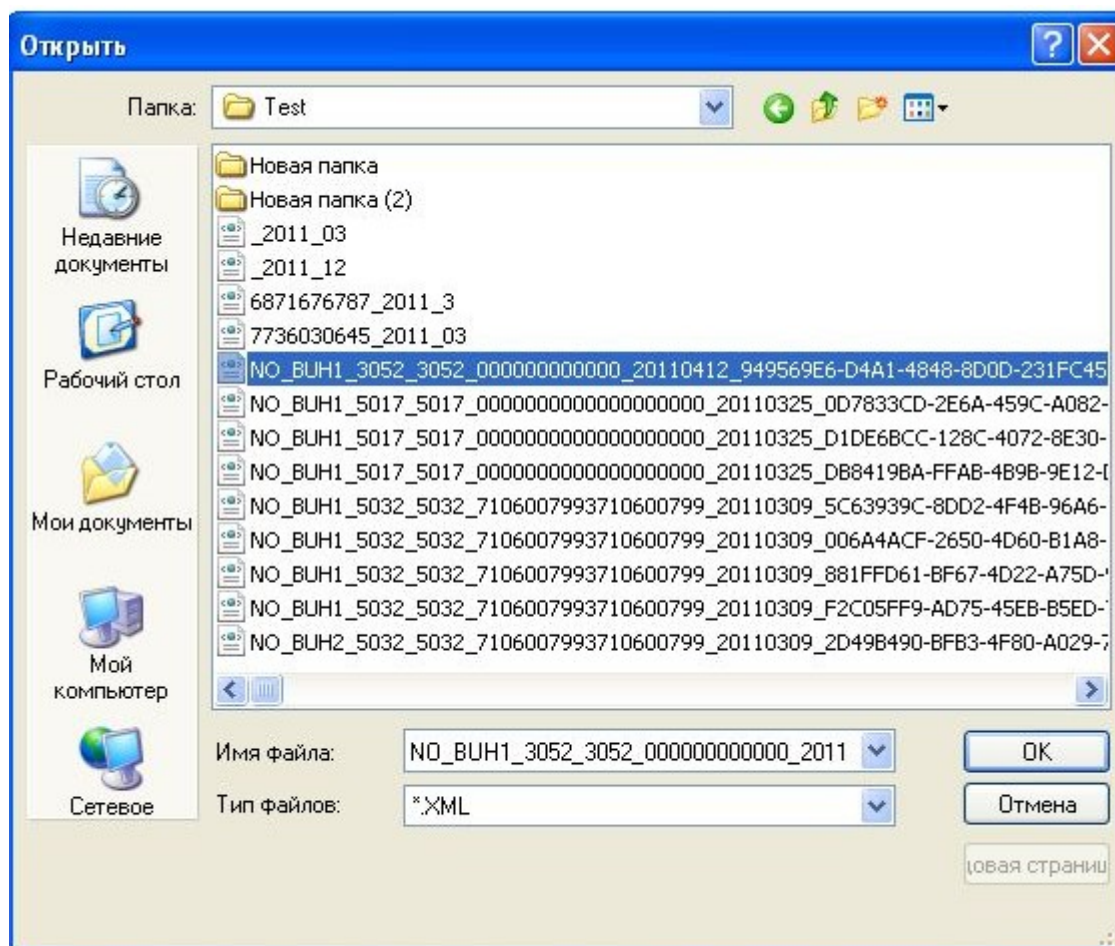 Открыть
Папка: Test
Новая папка
Новая папка (2)
_2011_03
_2011_12
6871676787_2011_3
7736030645_2011_03
NO_BUH1_3052_3052_000000000000_20110412_949569E6-D4A1-4848-8D0D-231FC45
NO_BUH1_5017_5017_0000000000000000000_20110325_0D7833CD-2E6A-459C-A082-
NO_BUH1_5017_5017_0000000000000000000_20110325_D1DE6BCC-128C-4072-8E30-
NO_BUH1_5017_5017_0000000000000000000_20110325_DB8419BA-FFAB-4B9B-9E12-
NO_BUH1_5032_5032_7106007993710600799_20110309_5C63939C-8DD2-4F4B-96A6-
NO_BUH1_5032_5032_7106007993710600799_20110309_006A4ACF-2650-4D60-B1A8-
NO_BUH1_5032_5032_7106007993710600799_20110309_881FFD61-BF67-4D22-A75D-
NO_BUH1_5032_5032_7106007993710600799_20110309_F2C05FF9-AD75-45EB-B5ED-
NO_BUH2_5032_5032_7106007993710600799_20110309_2D49B490-BFB3-4F80-A029-7
Недавние
документы
Рабочий стол
Мои документы
Мой
компьютер
Сетевое
Имя файла: NO_BUH1_3052_3052_000000000000_2011
OK
Тип файлов: *.XML
Отмена
овая страниц